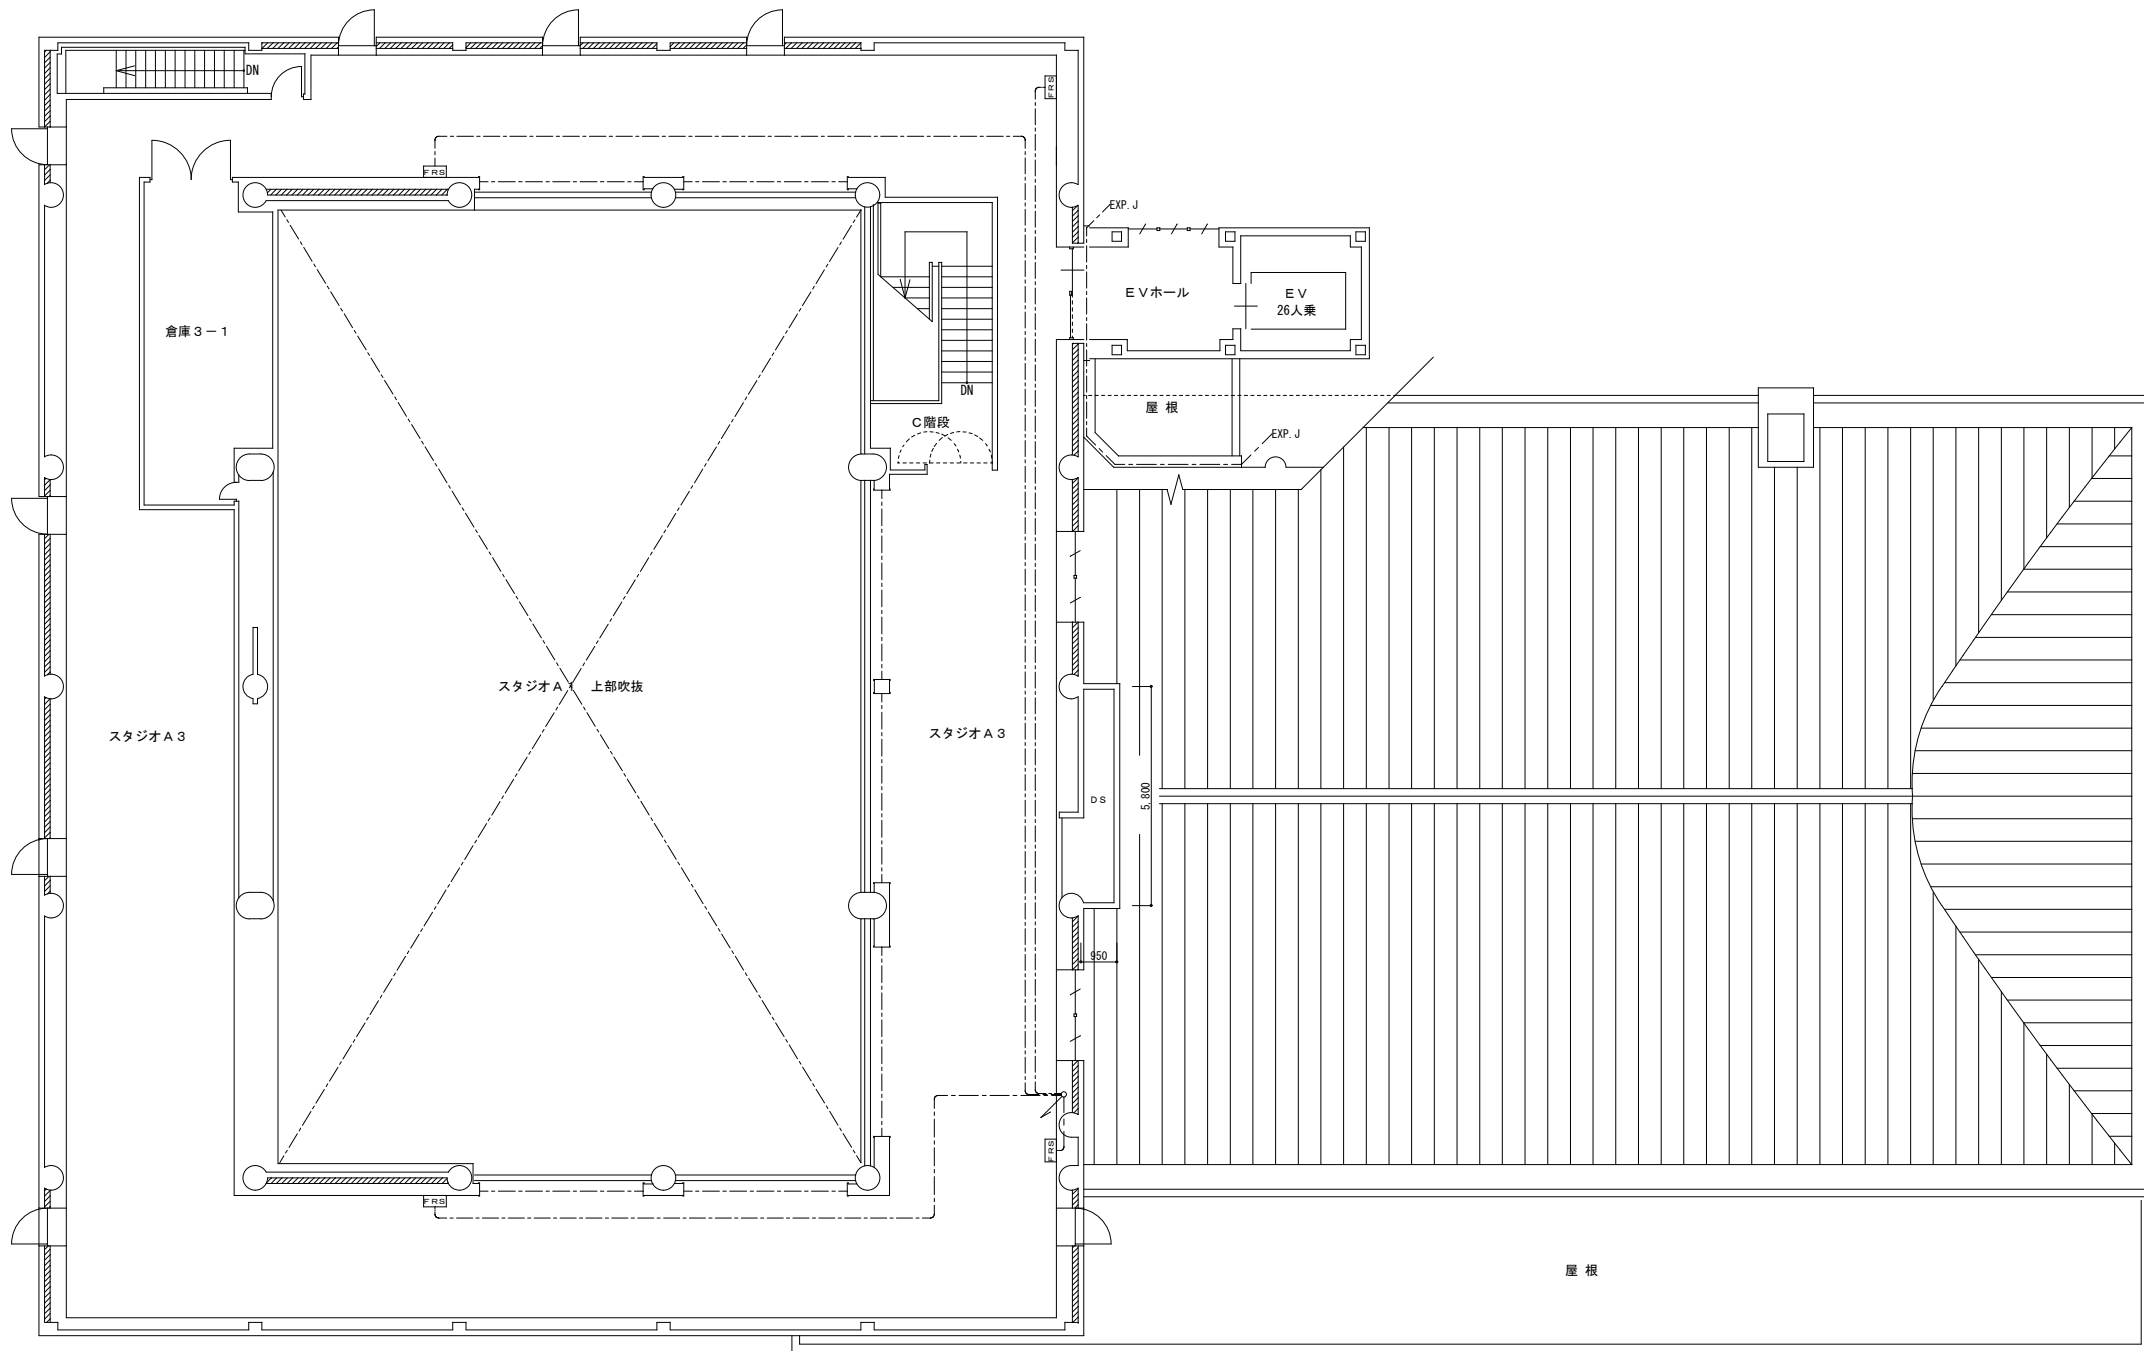 DN
FRS
FRS
EXP.J
EVホール
EV
26人乗
倉庫3－1
DN
屋 根
C階段
EXP.J
スタジオA1 上部吹抜
スタジオA3
スタジオA3
DS
5,800
950
FRS
FRS
屋 根